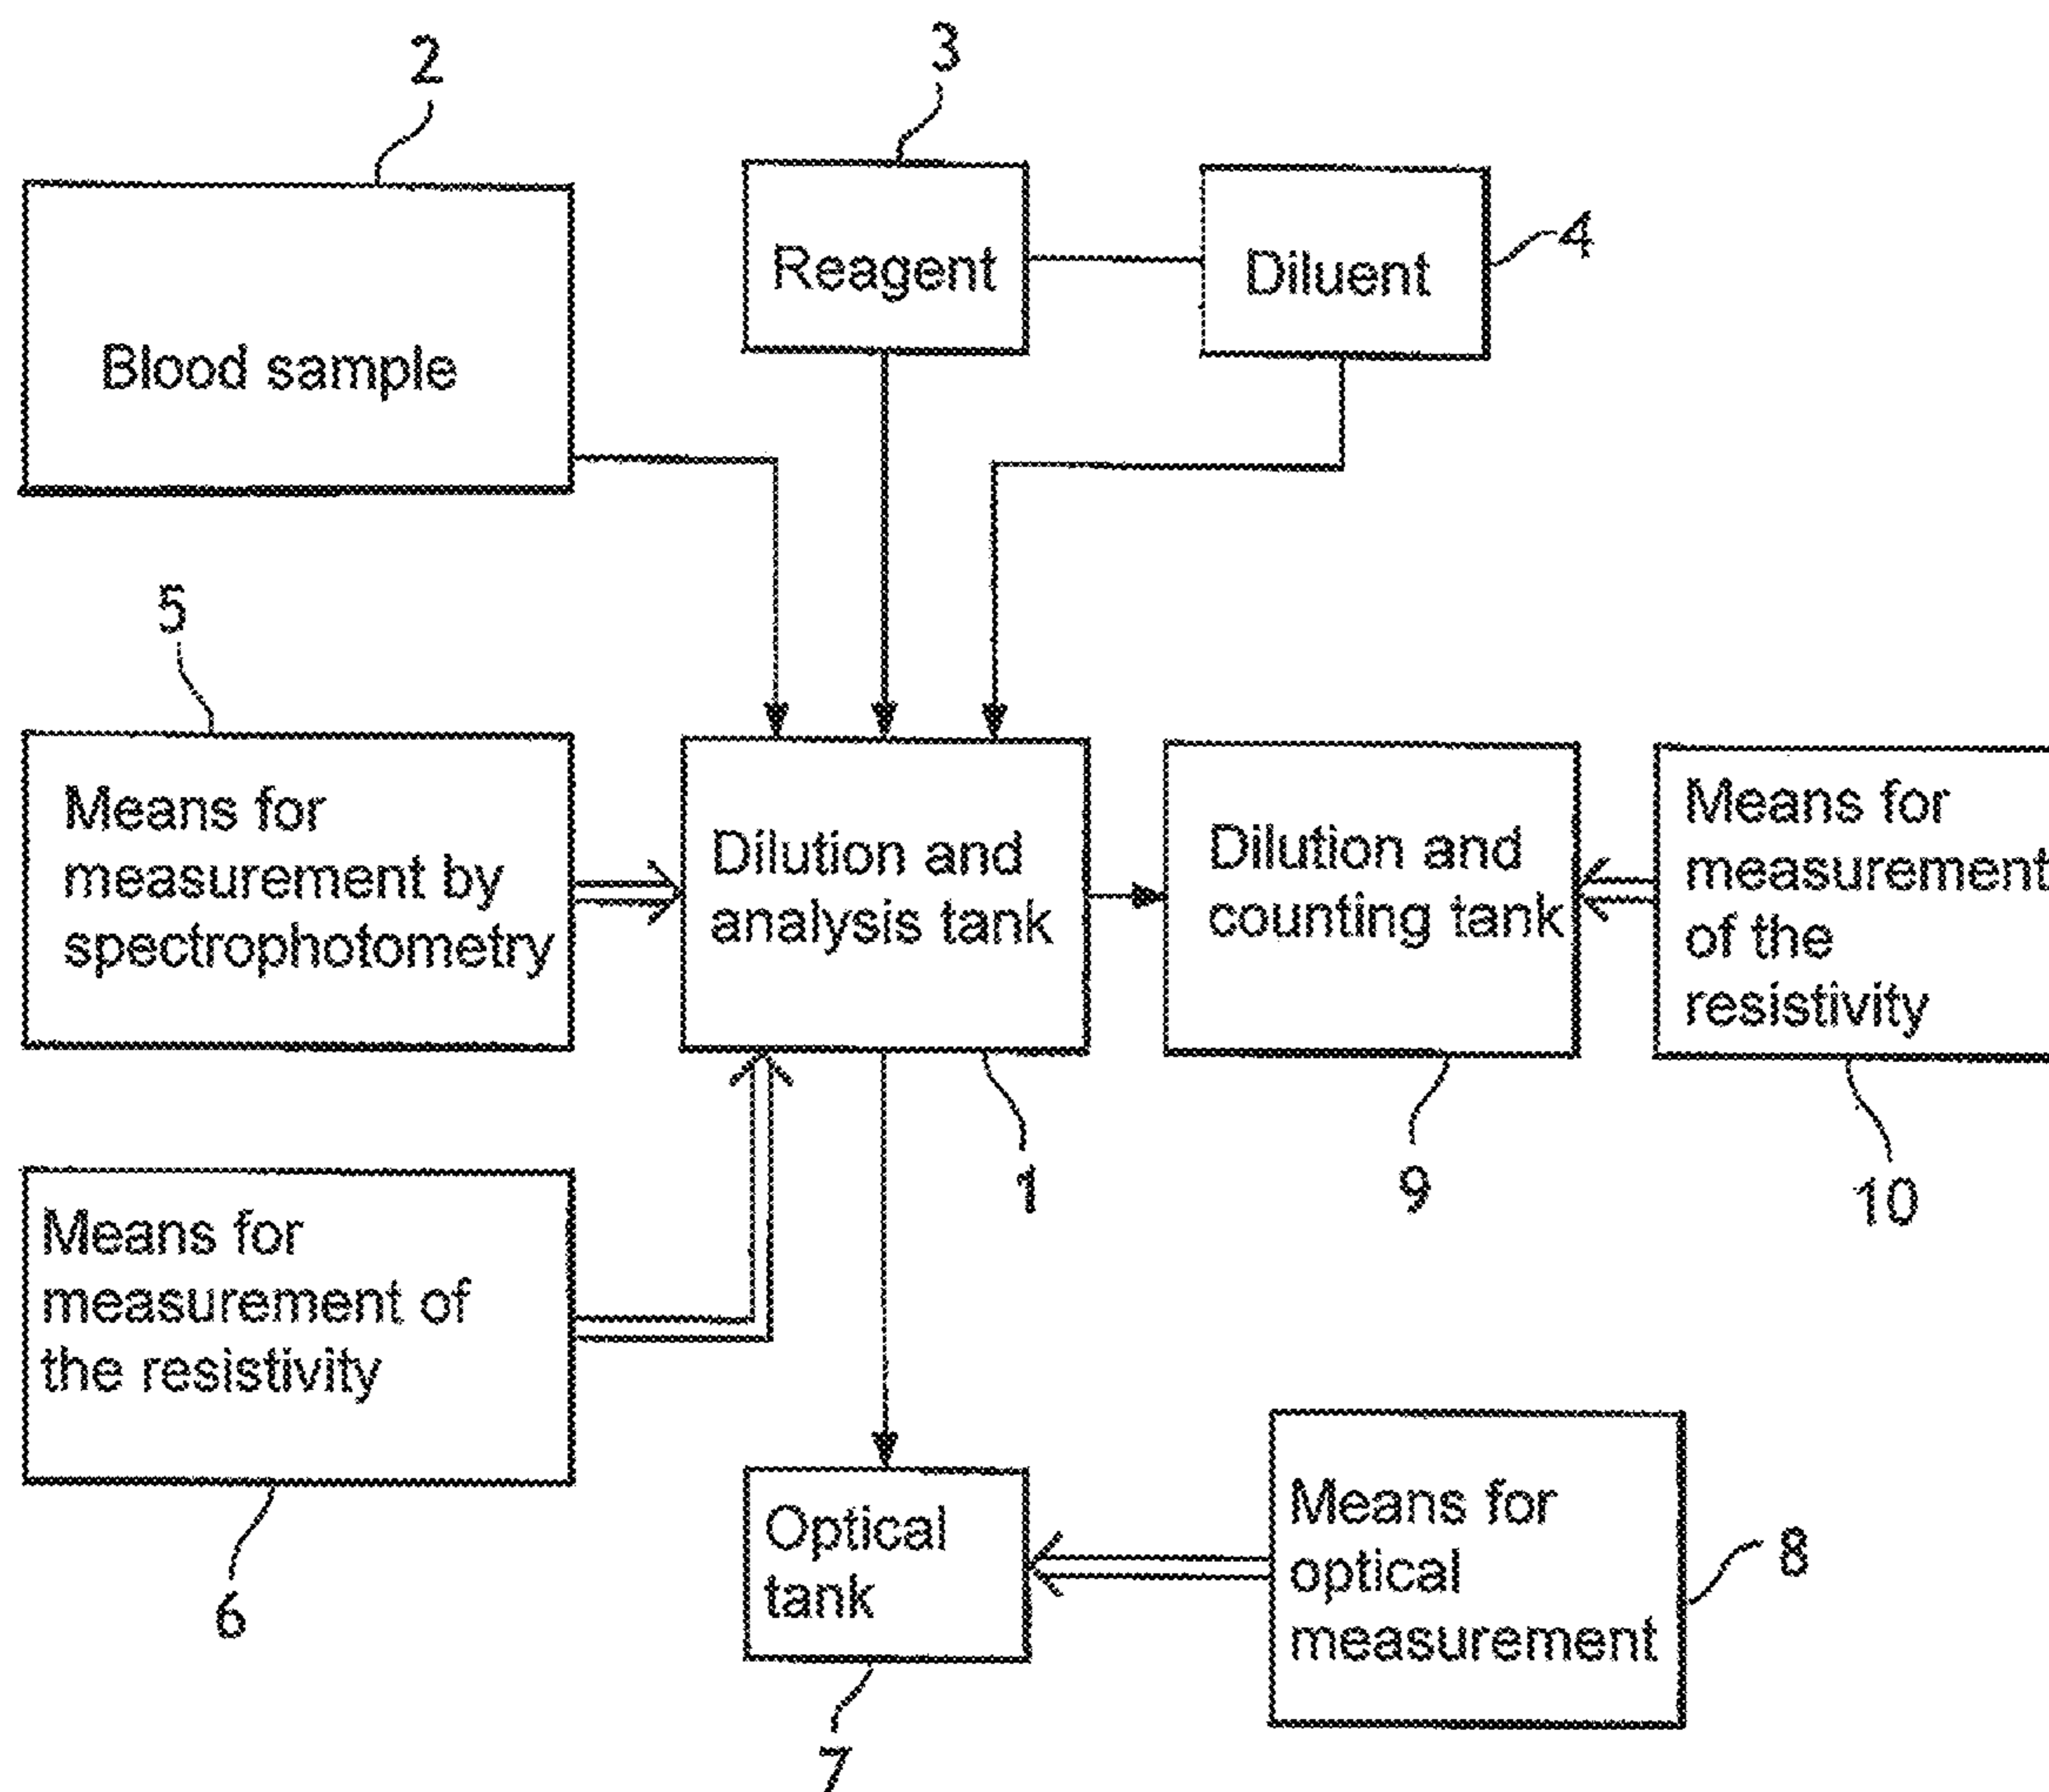 2
3
Blood sample
Reagent
Diluent
4
5
Means for
measurement by
spectrophotometry
Dilution and
analysis tank
Dilution and
counting tank
Means for
measurement
of the
resistivity
1
9
10
Means for
measurement of
the resistivity
6
Optical
tank
7
Means for
optical
measurement
8